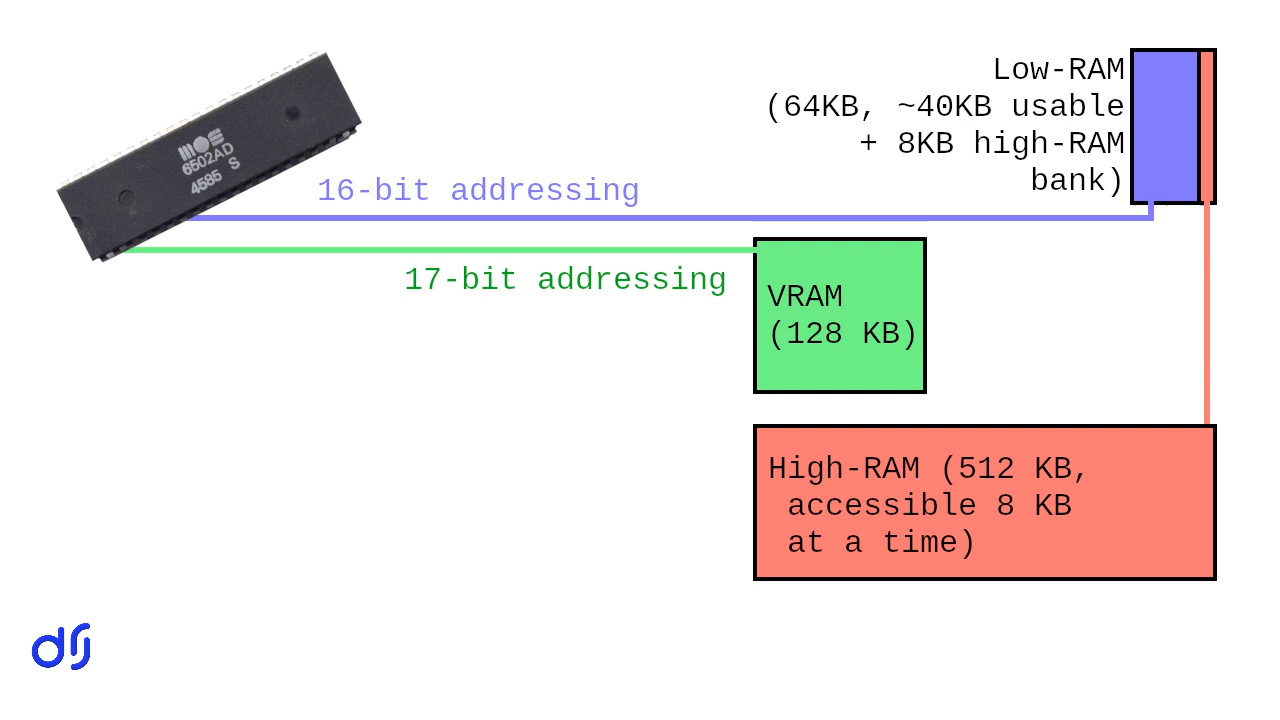 MOS
6502AD
4585 S
16-bit addressing
17-bit addressing
Low-RAM
(64KB, ~40KB usable
+ 8KB high-RAM
bank)
VRAM
(128 KB)
High-RAM (512 KB,
accessible 8 KB
at a time)